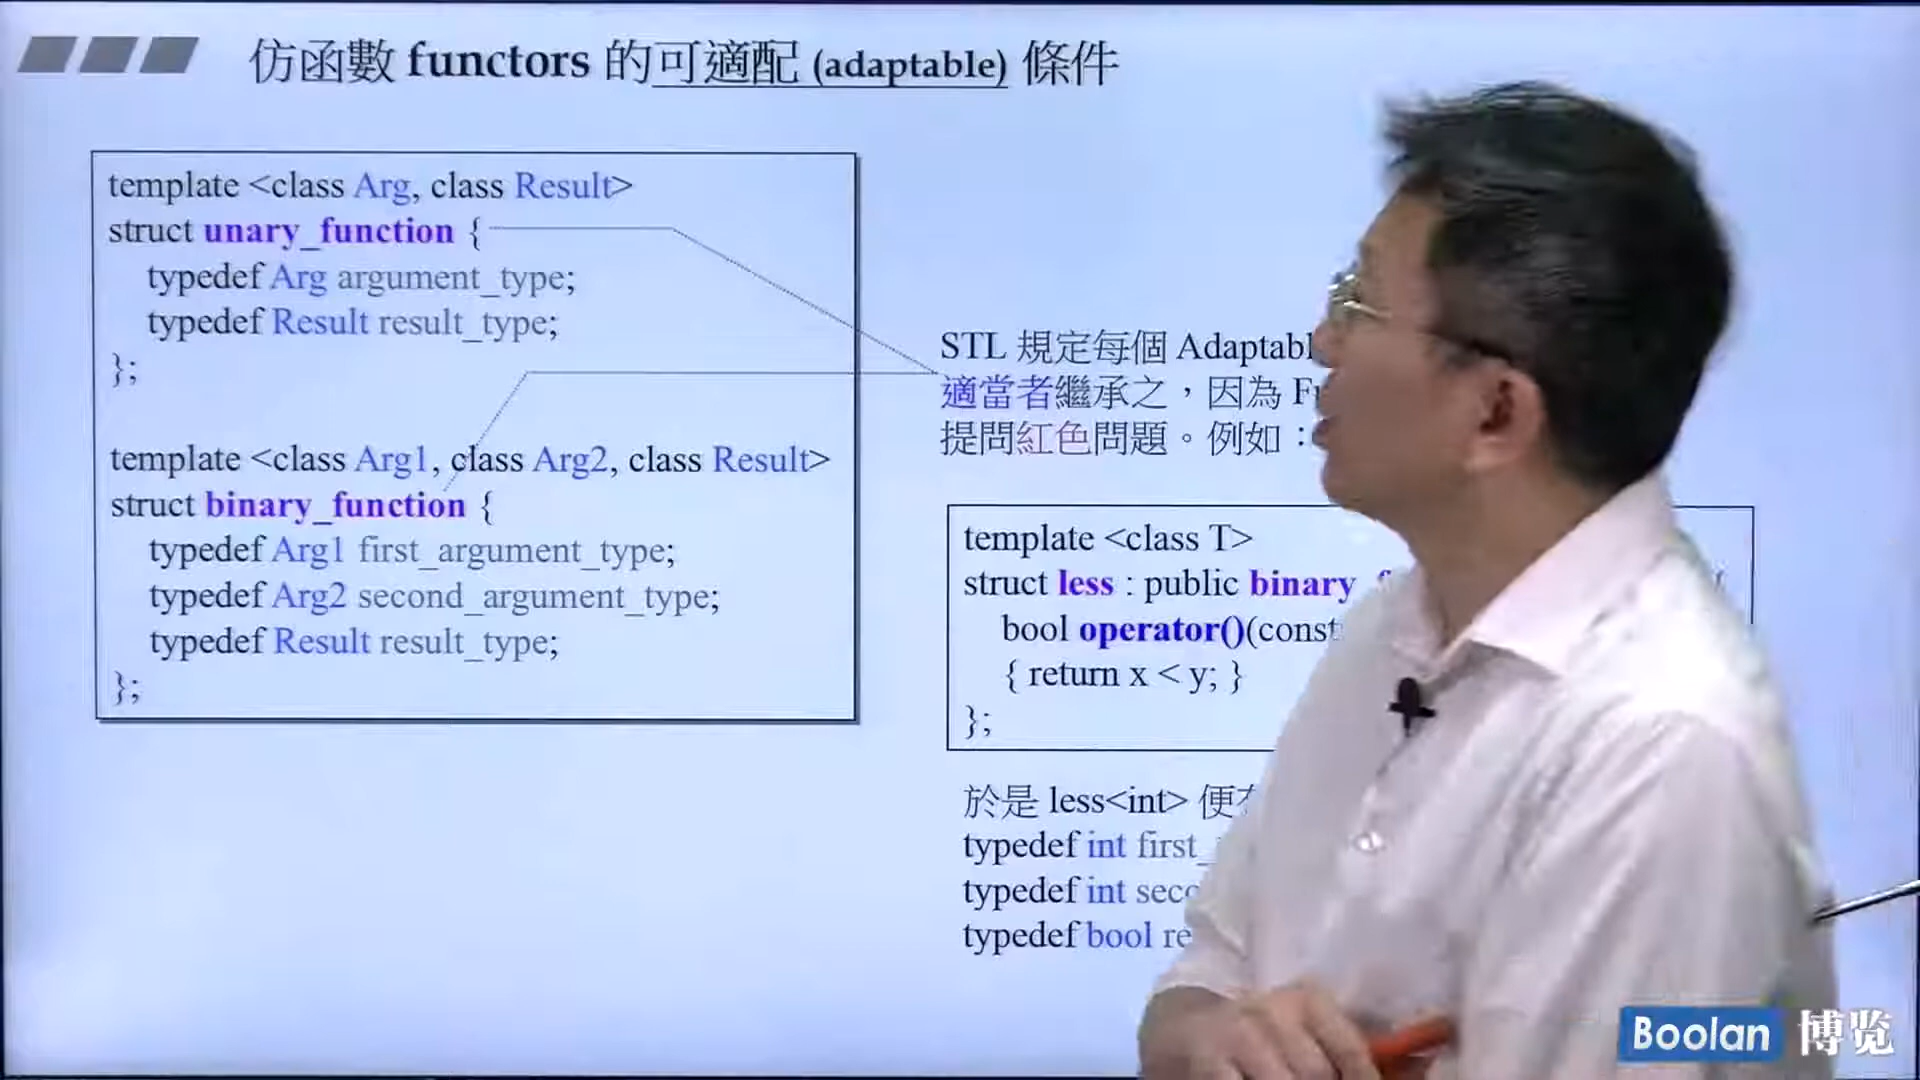 仿函數 functors 的可適配 (adaptable) 條件
template <class Arg, class Result>
struct unary_function {
typedef Arg argument_type;
typedef Result result_type;
};
template <class Arg1, class Arg2, class Result>
struct binary_function {
typedef Arg1 first_argument_type;
typedef Arg2 second_argument_type;
typedef Result result_type;
};
STL 規定每個
適當者繼承之，因為
提問紅色問題。例如：
template <class T>
struct less : public binary
bool operator()(const
{ return x < y; }
};
於是 less<int> 便
typedef int first_
typedef int
typedef bool
Boolan 博览